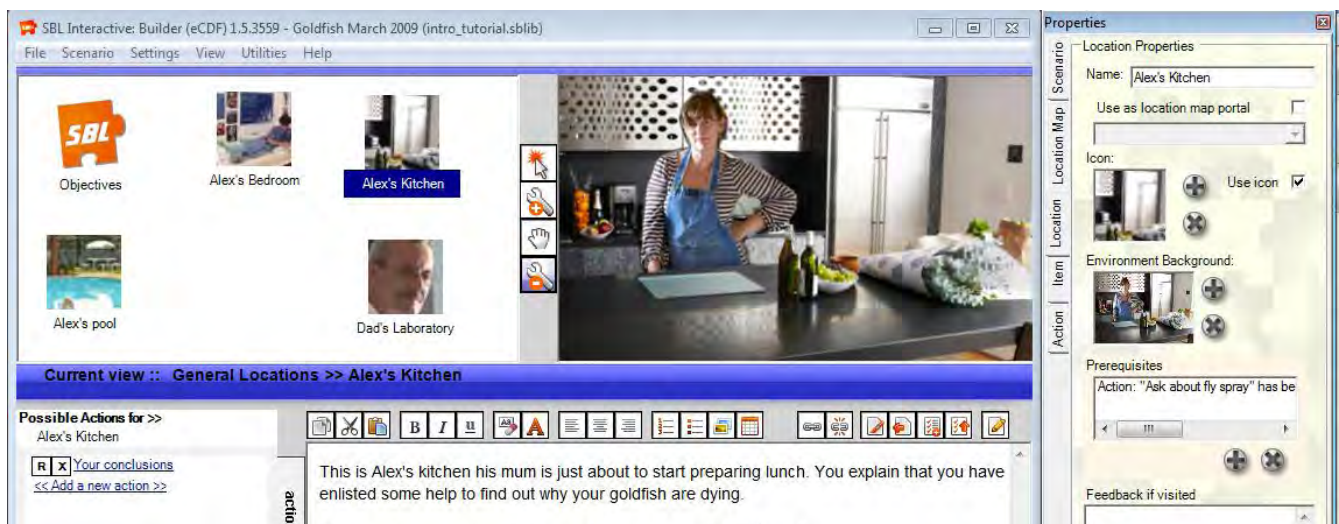 SBL Interactive: Builder (eCDF) 1.5.3559 - Goldfish March 2009 (intro_tutorial.sblib)
File Scenario Settings View Utilities Help
SBL
Objectives
Alex's Bedroom
Alex's Kitchen
Alex's pool
Dad's Laboratory
Current view :: General Locations >> Alex's Kitchen
Possible Actions for >>
Alex's Kitchen
R X Your conclusions
<< Add a new action >>
B I u
A
actio
This is Alex's kitchen his mum is just about to start preparing lunch. You explain that you have
enlisted some help to find out why your goldfish are dying.
Properties
Scenario
Location Map
Location
Item
Action
Location Properties
Name: Alex's Kitchen
Use as location map portal
Icon:
Use icon
Environment Background:
Prerequisites
Action: "Ask about fly spray" has be
Feedback if visited